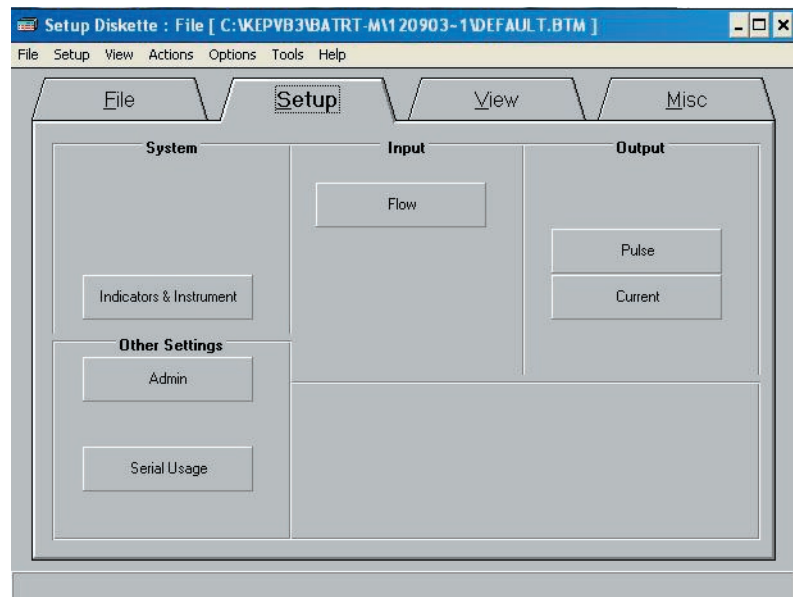 Setup Diskette : File [ C:\KEPVB3\BATRT-M\120903~1\DEFAULT.BTM ]
File Setup View Actions Options Tools Help
File Setup View Misc
System
Indicators & Instrument
Input
Flow
Output
Pulse
Current
Other Settings
Admin
Serial Usage